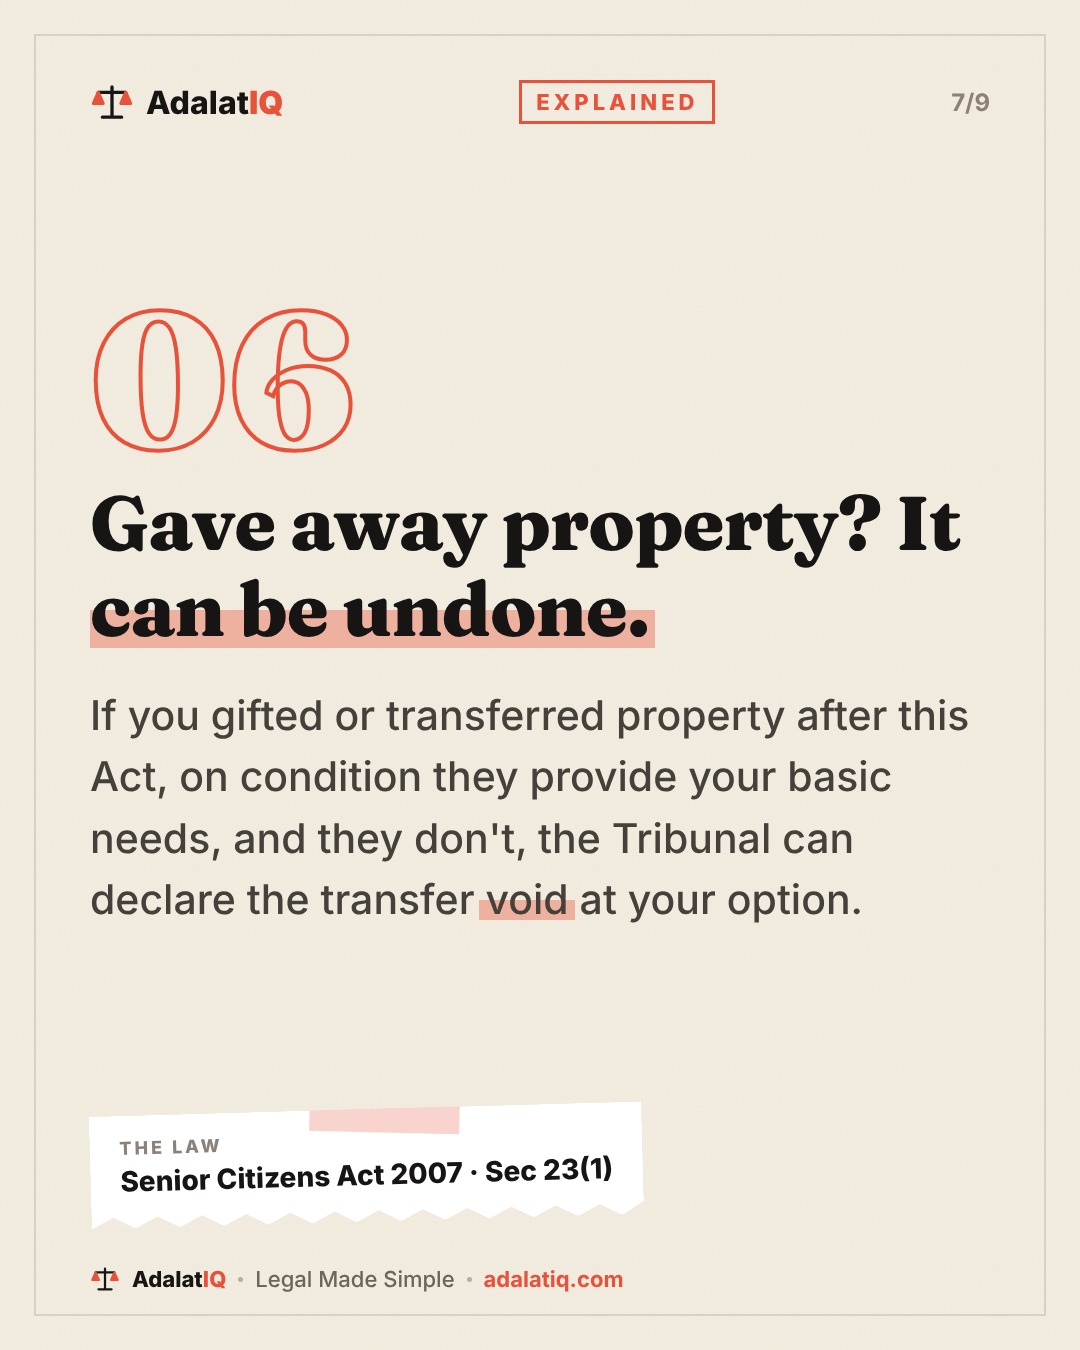 AdalatIQ
EXPLAINED
7/9
06
Gave away property? It
can be undone.
If you gifted or transferred property after this
Act, on condition they provide your basic
needs, and they don't, the Tribunal can
declare the transfer void at your option.
THE LAW
Senior Citizens Act 2007 · Sec 23(1)
AdalatIQ • Legal Made Simple • adalatiq.com